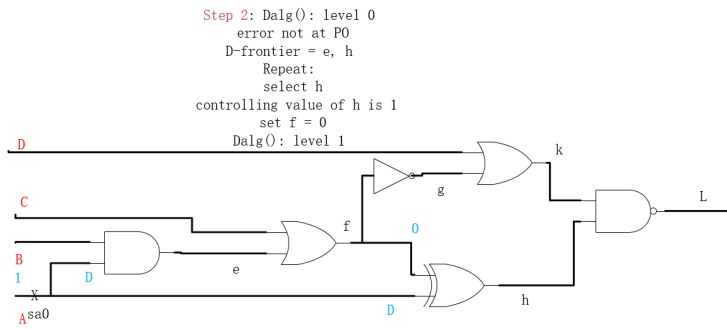 Step 2: Dalg(): level 0
error not at PO
D-frontier = e, h
Repeat:
select h
controlling value of h is 1
set f = 0
Dalg(): level 1
D
k
g
L
C
f
0
B
e
1
D
h
X
sa0
A
D